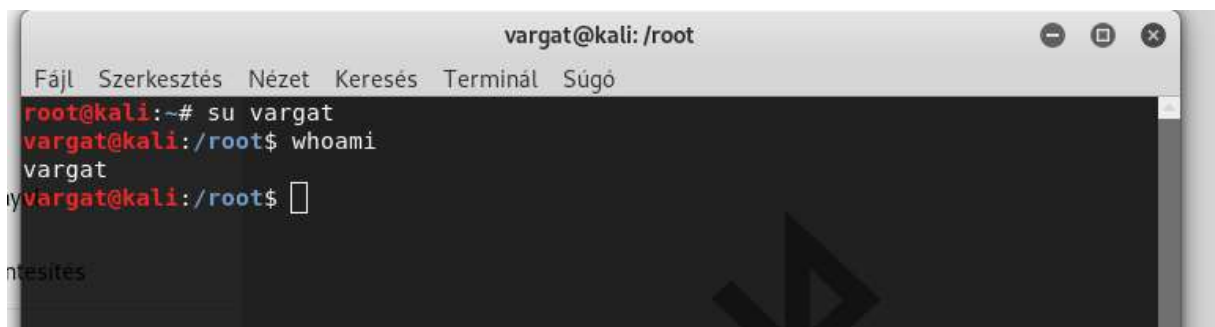 vargat@kali: /root
Fájl Szerkesztés Nézet Keresés Terminál Súgó
root@kali:~# su vargat
vargat@kali:/root$ whoami
vargat
vargat@kali:/root$